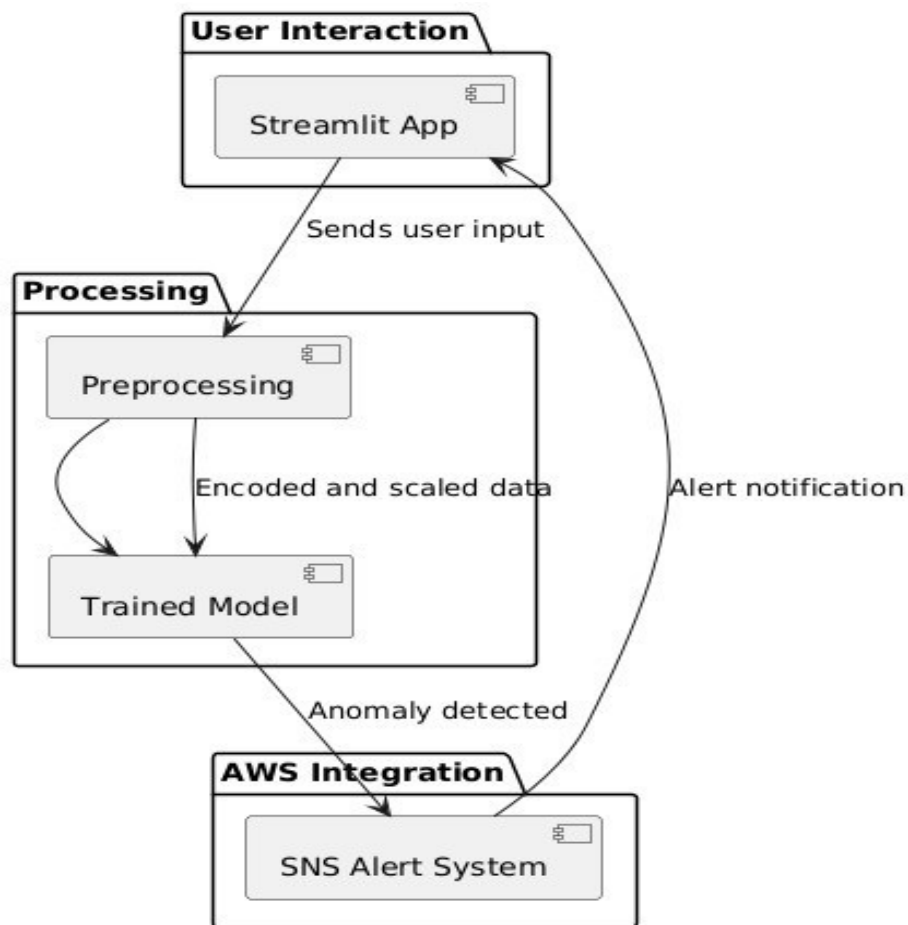 User Interaction
Streamlit App
Sends user input
Processing
Preprocessing
Encoded and scaled data
Alert notification
Trained Model
Anomaly detected
AWS Integration
SNS Alert System